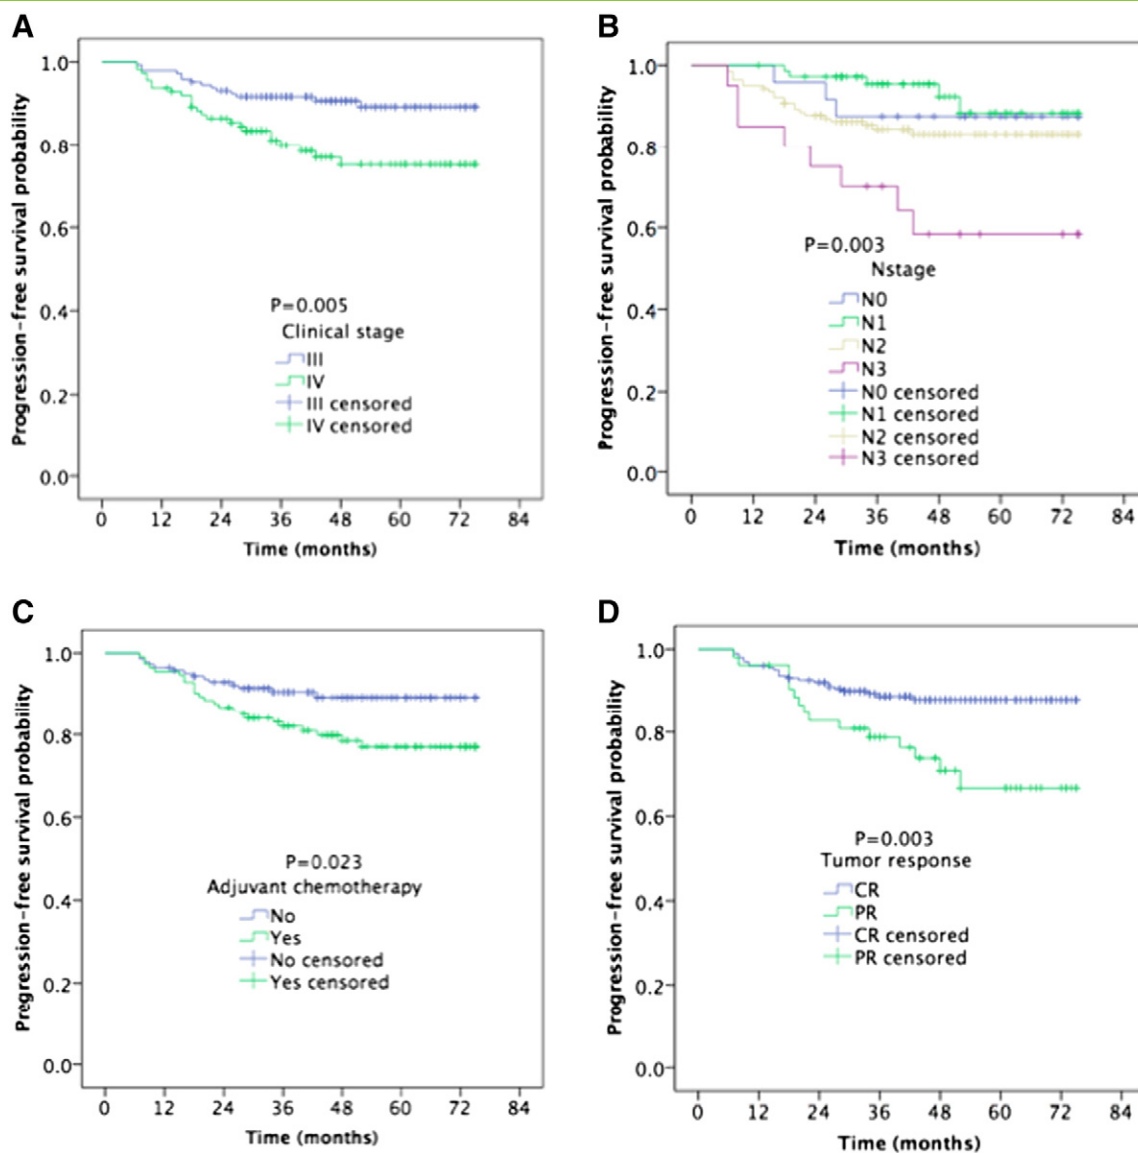 A
Progression-free survival probability
1.0
0.8
0.6
0.4
0.2
0.0
P=0.005
Clinical stage
III
IV
III censored
IV censored
0 12 24 36 48 60 72 84
Time (months)
B
Progression-free survival probability
1.0
0.8
0.6
0.4
0.2
0.0
P=0.003
Nstage
N0
N1
N2
N3
N0 censored
N1 censored
N2 censored
N3 censored
0 12 24 36 48 60 72 84
Time (months)
C
Pregression-free survival probability
1.0
0.8
0.6
0.4
0.2
0.0
P=0.023
Adjuvant chemotherapy
No
Yes
No censored
Yes censored
0 12 24 36 48 60 72 84
Time (months)
D
Progression-free survival probability
1.0
0.8
0.6
0.4
0.2
0.0
P=0.003
Tumor response
CR
PR
CR censored
PR censored
0 12 24 36 48 60 72 84
Time (months)